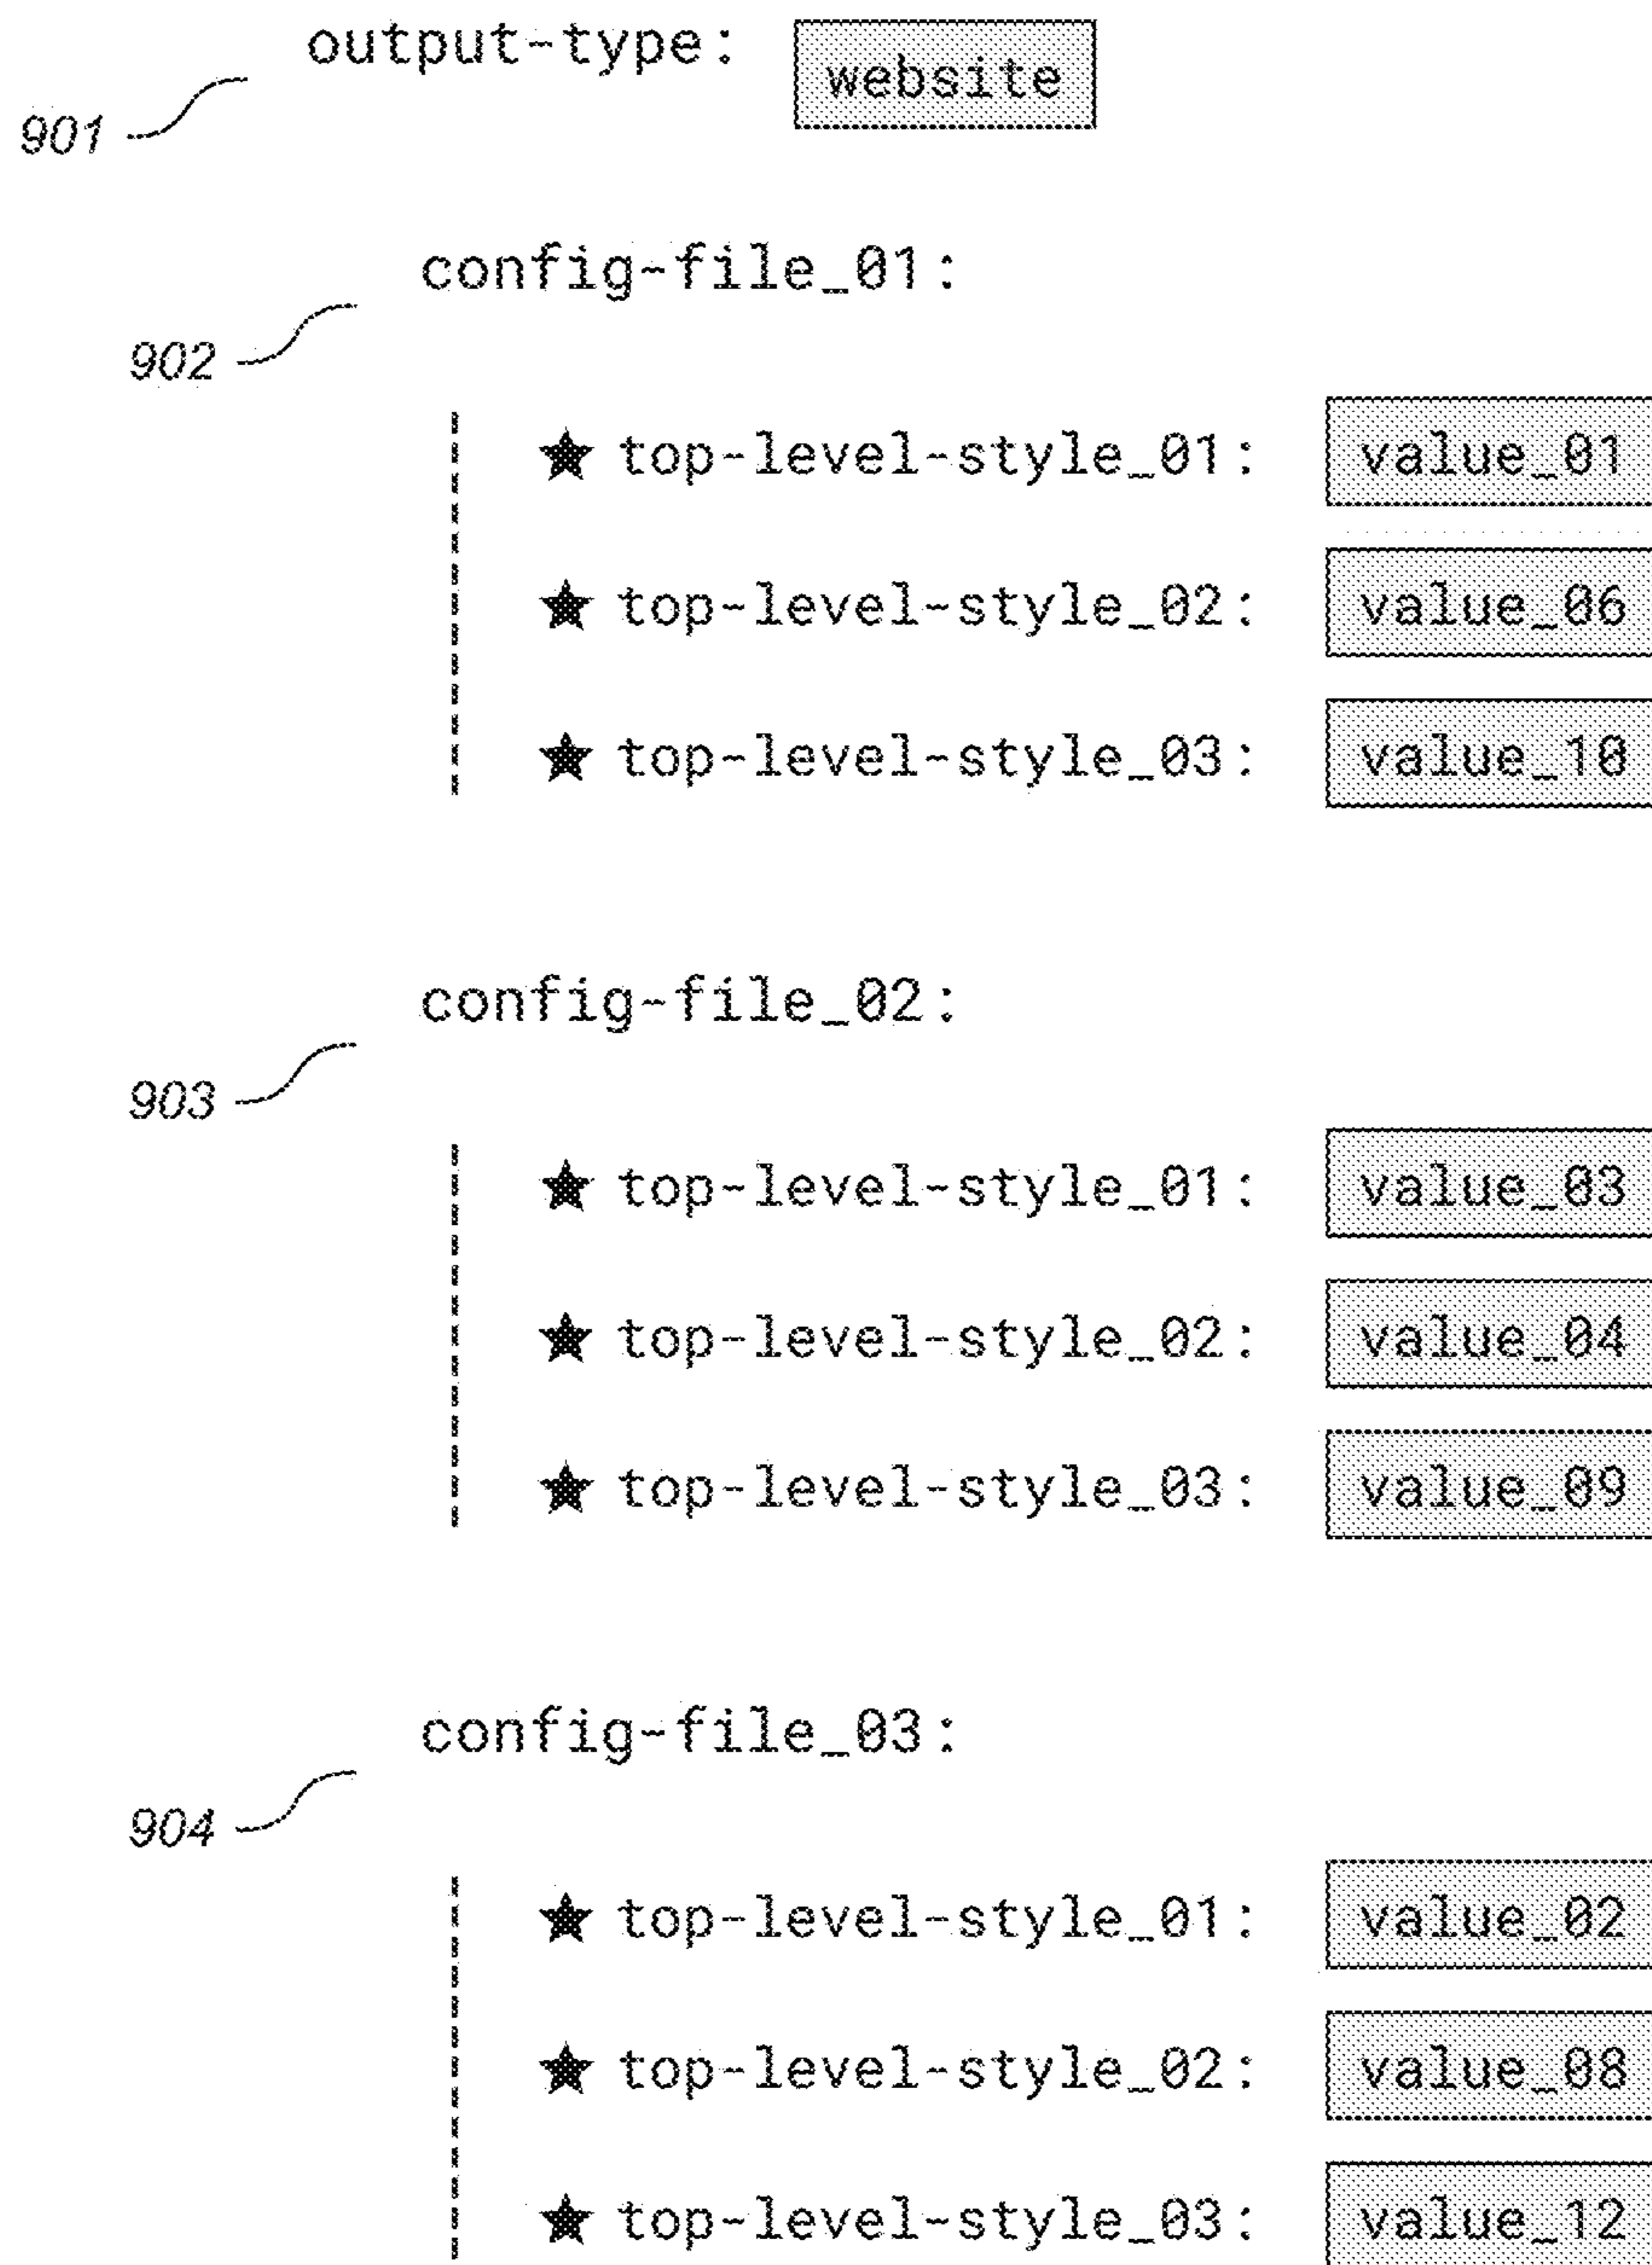 output-type: website
901
config-file_01:
902
★ top-level-style_01: value_01
★ top-level-style_02: value_06
★ top-level-style_03: value_10
config-file_02:
903
★ top-level-style_01: value_03
★ top-level-style_02: value_04
★ top-level-style_03: value_09
config-file_03:
904
★ top-level-style_01: value_02
★ top-level-style_02: value_08
★ top-level-style_03: value_12